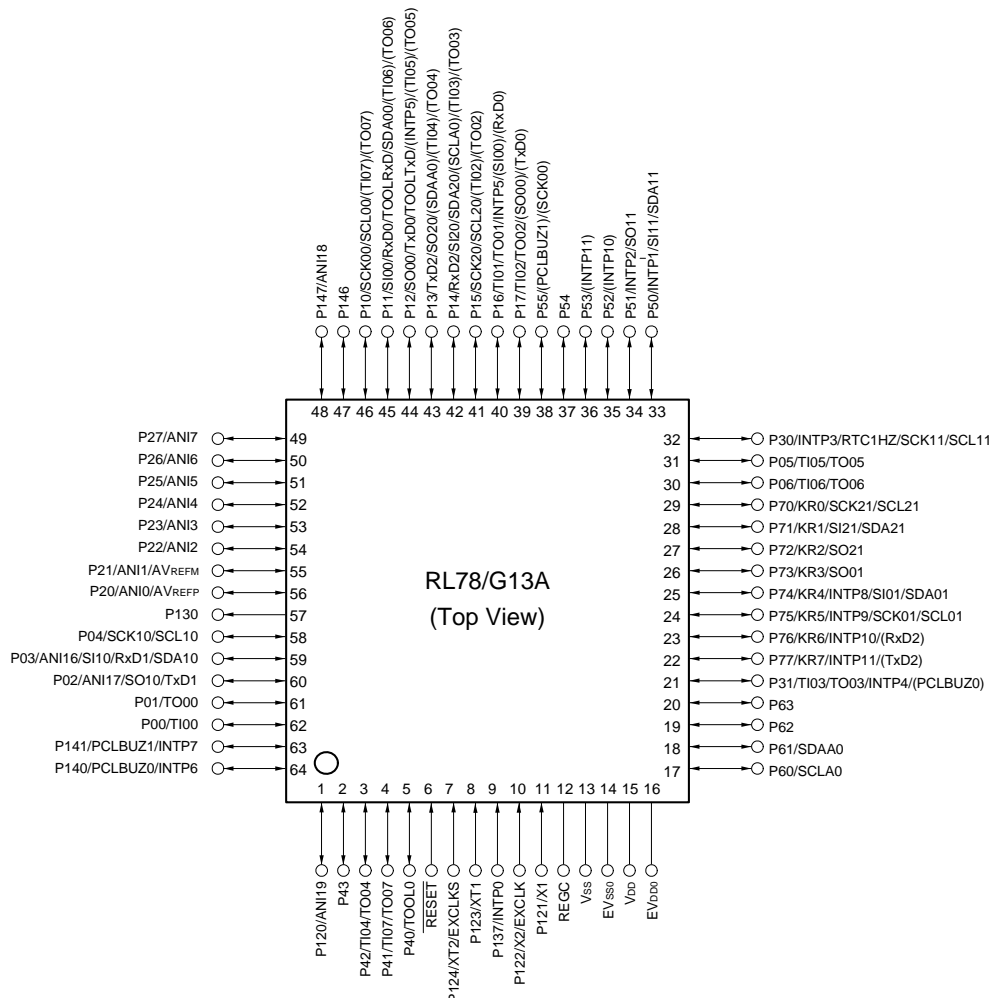 P147/ANI18
P146
P10/SCK00/SCL00/(TI07)/(TO07)
P11/SI00/RxD0/TOOLRxD/SDA00/(TI06)/(TO06)
P12/SO00/TxD0/TOOLTxD/(INTP5)/(TI05)/(TO05)
P13/TxD2/SO20/(SDAA0)/(TI04)/(TO04)
P14/RxD2/SI20/SDA20/(SCLA0)/(TI03)/(TO03)
P15/SCK20/SCL20/(TI02)/(TO02)
P16/TI01/TO01/INTP5/(SI00)/(RxD0)
P17/TI02/TO02/(SO00)/(TxD0)
P55/(PCLBUZ1)/(SCK00)
P54
P53/(INTP11)
P52/(INTP10)
P51/INTP2/SO11
P50/INTP1/SI11/SDA11
48 47 46 45 44 43 42 41 40 39 38 37 36 35 34 33
P27/ANI7 49
P26/ANI6 50
P25/ANI5 51
P24/ANI4 52
P23/ANI3 53
P22/ANI2 54
P21/ANI1/AVREFM 55
P20/ANI0/AVREFP 56
P130 57
P04/SCK10/SCL10 58
P03/ANI16/SI10/RxD1/SDA10 59
P02/ANI17/SO10/TxD1 60
P01/TO00 61
P00/TI00 62
P141/PCLBUZ1/INTP7 63
P140/PCLBUZ0/INTP6 64
RL78/G13A
(Top View)
32 P30/INTP3/RTC1HZ/SCK11/SCL11
31 P05/TI05/TO05
30 P06/TI06/TO06
29 P70/KR0/SCK21/SCL21
28 P71/KR1/SI21/SDA21
27 P72/KR2/SO21
26 P73/KR3/SO01
25 P74/KR4/INTP8/SI01/SDA01
24 P75/KR5/INTP9/SCK01/SCL01
23 P76/KR6/INTP10/(RxD2)
22 P77/KR7/INTP11/(TxD2)
21 P31/TI03/TO03/INTP4/(PCLBUZ0)
20 P63
19 P62
18 P61/SDAA0
17 P60/SCLA0
1 2 3 4 5 6 7 8 9 10 11 12 13 14 15 16
P120/ANI19
P43
P42/TI04/TO04
P41/TI07/TO07
P40/TOOL0
RESET
P124/XT2/EXCLKS
P123/XT1
P137/INTP0
P122/X2/EXCLK
P121/X1
REGC
VSS
EVSS0
VDD
EVDD0